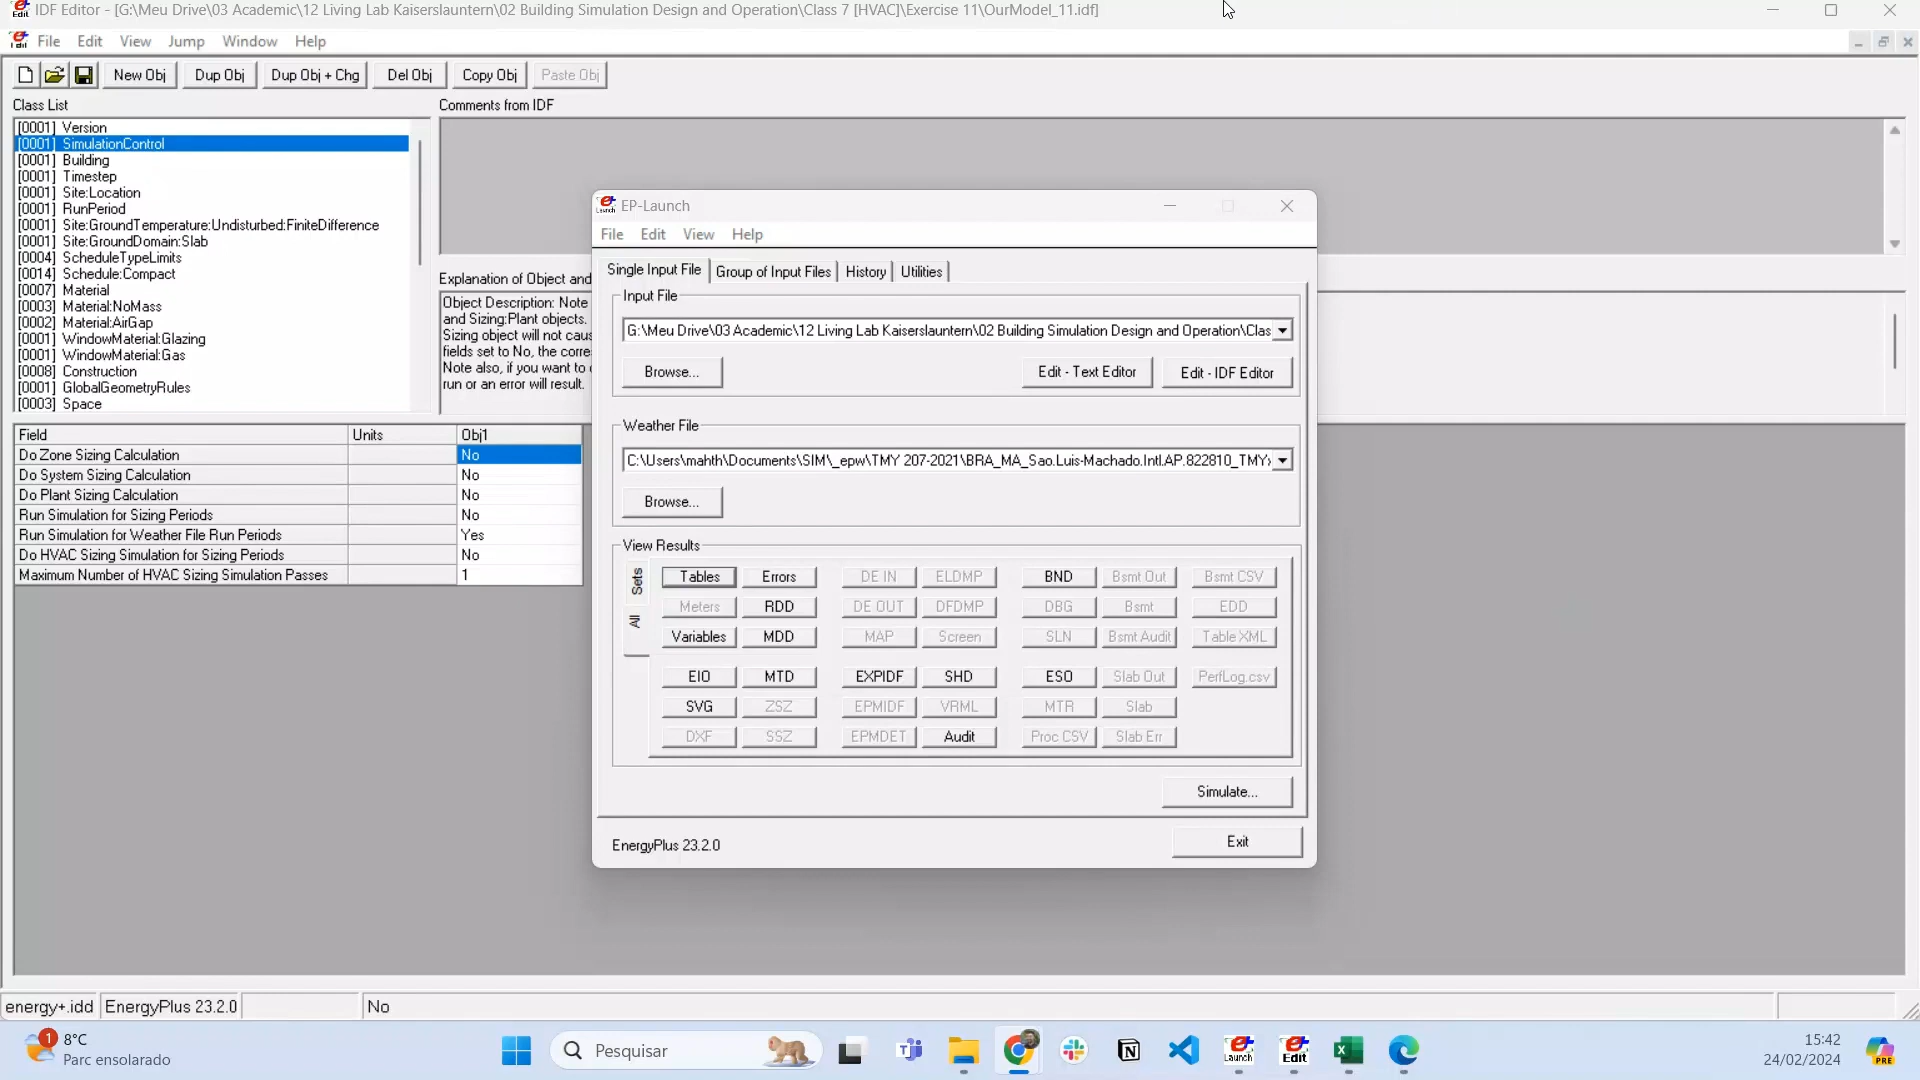 IDF Editor - [G:\Meu Drive\03 Academic\12 Living Lab Kaiserslauntern\02 Building Simulation Design and Operation\Class 7 [HVAC]\Exercise 11\OurModel_11.idf]
File Edit View Jump Window Help
New Obj Dup Obj Dup Obj + Chg Del Obj Copy Obj Paste Obj
Class List Comments from IDF
[0001] Version
[0001] SimulationControl
[0001] Building
[0001] Timestep
[0001] Site:Location
[0001] RunPeriod
[0001] Site:GroundTemperature:Undisturbed:FiniteDifference
[0001] Site:GroundDomain:Slab
[0004] ScheduleTypeLimits
[0014] Schedule:Compact
[0007] Material
[0003] Material:NoMass
[0002] Material:AirGap
[0001] WindowMaterial:Glazing
[0001] WindowMaterial:Gas
[0008] Construction
[0001] GlobalGeometryRules
[0003] Space
Explanation of Object and
Object Description: Note
and Sizing:Plant objects.
Sizing object will not caus
fields set to No, the corre
Note also, if you want to
run or an error will result.
Field Units Obj1
Do Zone Sizing Calculation No
Do System Sizing Calculation No
Do Plant Sizing Calculation No
Run Simulation for Sizing Periods No
Run Simulation for Weather File Run Periods Yes
Do HVAC Sizing Simulation for Sizing Periods No
Maximum Number of HVAC Sizing Simulation Passes 1
EP-Launch
File Edit View Help
Single Input File Group of Input Files History Utilities
Input File
G:\Meu Drive\03 Academic\12 Living Lab Kaiserslauntern\02 Building Simulation Design and Operation\Clas
Browse... Edit - Text Editor Edit - IDF Editor
Weather File
C:\Users\mahth\Documents\SIM\_epw\TMY 207-2021\BRA_MA_Sao.Luis-Machado.Intl.AP.822810_TMYx
Browse...
View Results
Sets
All
Tables Errors DE IN ELDMP BND Bsmt Out Bsmt CSV
Meters RDD DE OUT DFDMP DBG Bsmt EDD
Variables MDD MAP Screen SLN Bsmt Audit Table XML
EIO MTD EXPIDF SHD ESO Slab Out PerfLog.csv
SVG ZSZ EPMIDF VRML MTR Slab
DXF SSZ EPMDET Audit Proc CSV Slab Err
Simulate...
EnergyPlus 23.2.0 Exit
energy+.idd EnergyPlus 23.2.0 No
1 8°C
Parc ensolarado
Pesquisar
Launch
Edit
15:42
24/02/2024
PRE